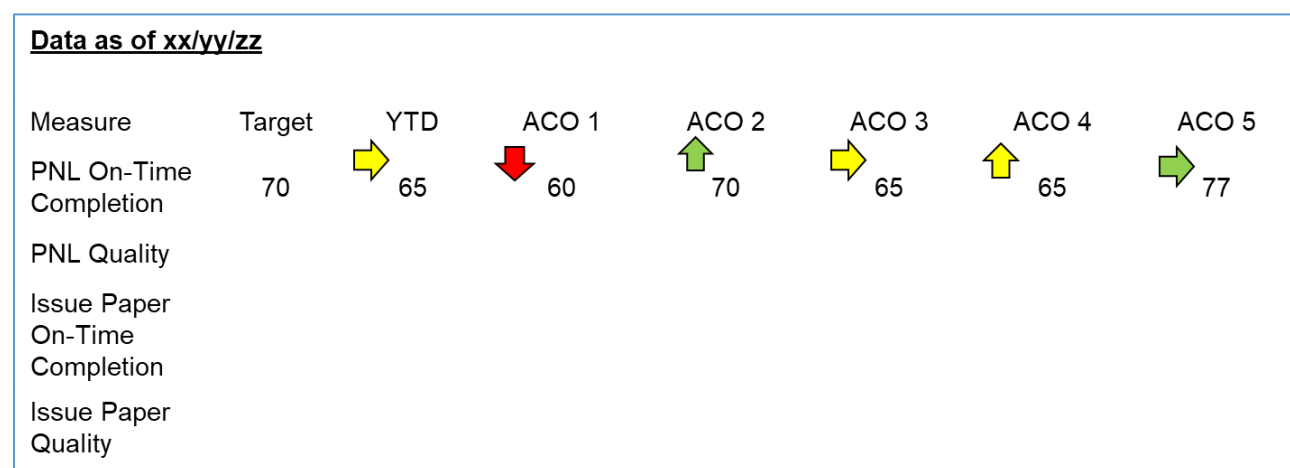 Data as of xx/yy/zz
Measure Target YTD ACO 1 ACO 2 ACO 3 ACO 4 ACO 5
PNL On-Time
Completion 70 65 60 70 65 65 77
PNL Quality
Issue Paper
On-Time
Completion
Issue Paper
Quality